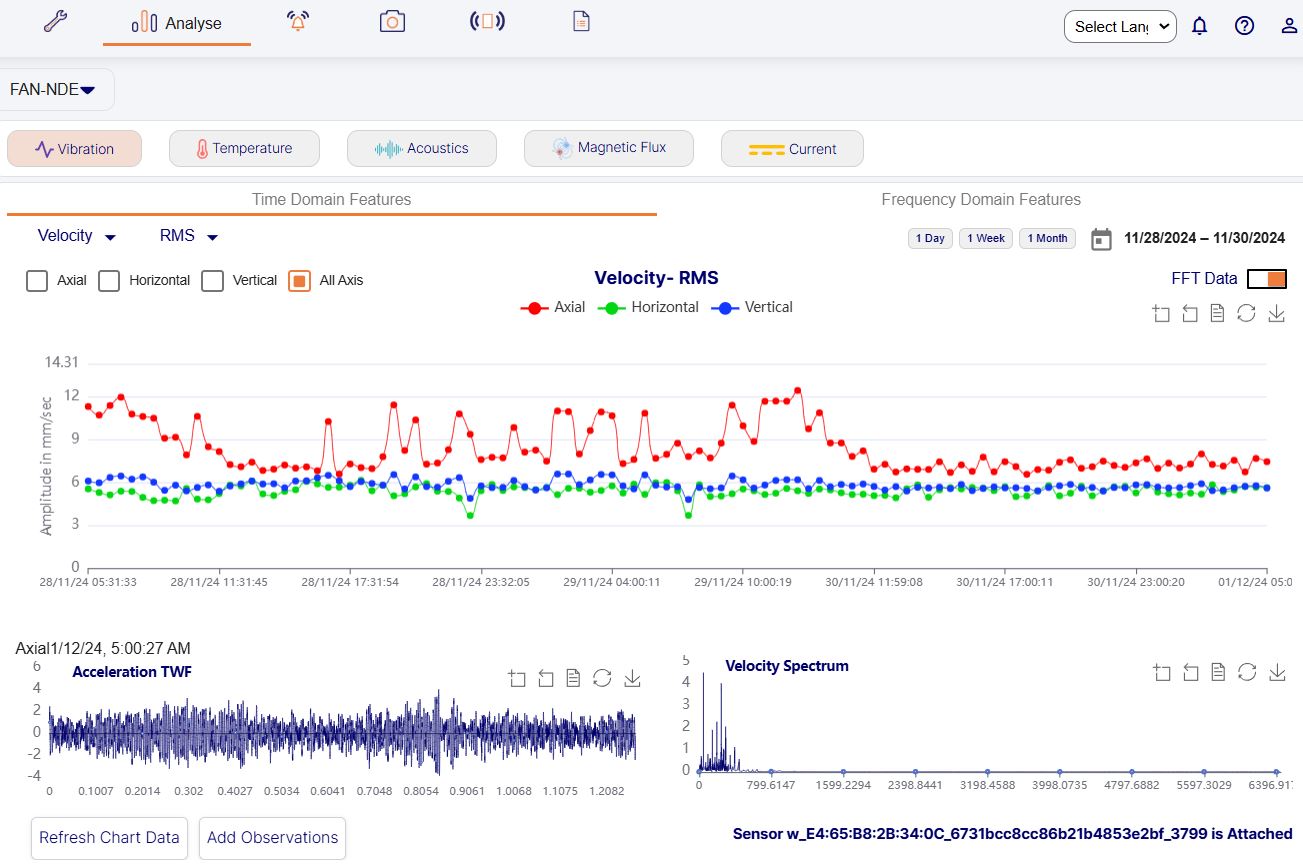 Analyse
Select Lang
FAN-NDE
Vibration Temperature Acoustics Magnetic Flux Current
Time Domain Features Frequency Domain Features
Velocity RMS 1 Day 1 Week 1 Month 11/28/2024 – 11/30/2024
Axial Horizontal Vertical All Axis Velocity- RMS FFT Data
Axial Horizontal Vertical
14.31
12
9
6
3
0
Amplitude in mm/sec
28/11/24 05:31:33 28/11/24 11:31:45 28/11/24 17:31:54 28/11/24 23:32:05 29/11/24 04:00:11 29/11/24 10:00:19 30/11/24 11:59:08 30/11/24 17:00:11 30/11/24 23:00:20 01/12/24 05:0
Axial1/12/24, 5:00:27 AM
Acceleration TWF
6
4
2
0
-2
-4
0 0.1007 0.2014 0.302 0.4027 0.5034 0.6041 0.7048 0.8054 0.9061 1.0068 1.1075 1.2082
Velocity Spectrum
5
4
3
2
1
0
0 799.6147 1599.2294 2398.8441 3198.4588 3998.0735 4797.6882 5597.3029 6396.917
Refresh Chart Data Add Observations Sensor w_E4:65:B8:2B:34:0C_6731bcc8cc86b21b4853e2bf_3799 is Attached